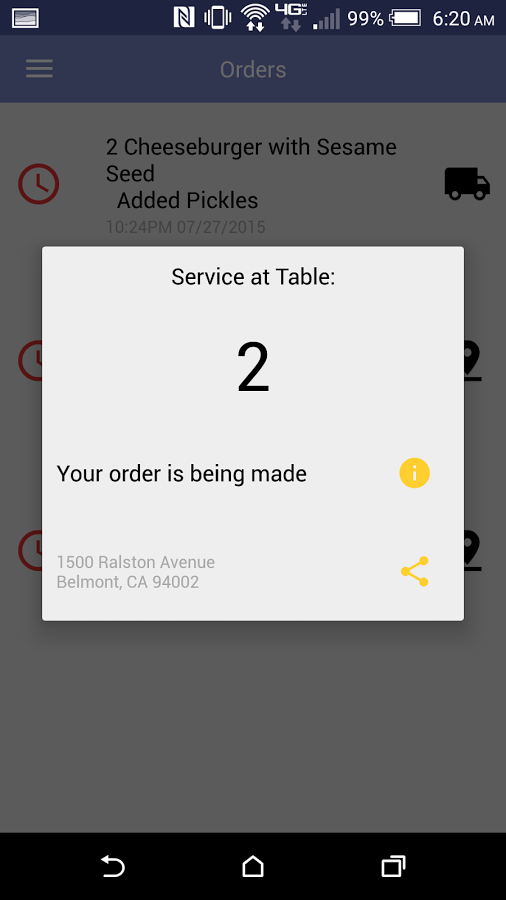 4G LTE 99% 6:20 AM
Orders
2 Cheeseburger with Sesame
Seed
Added Pickles
10:24PM 07/27/2015
Service at Table:
2
Your order is being made
1500 Ralston Avenue
Belmont, CA 94002